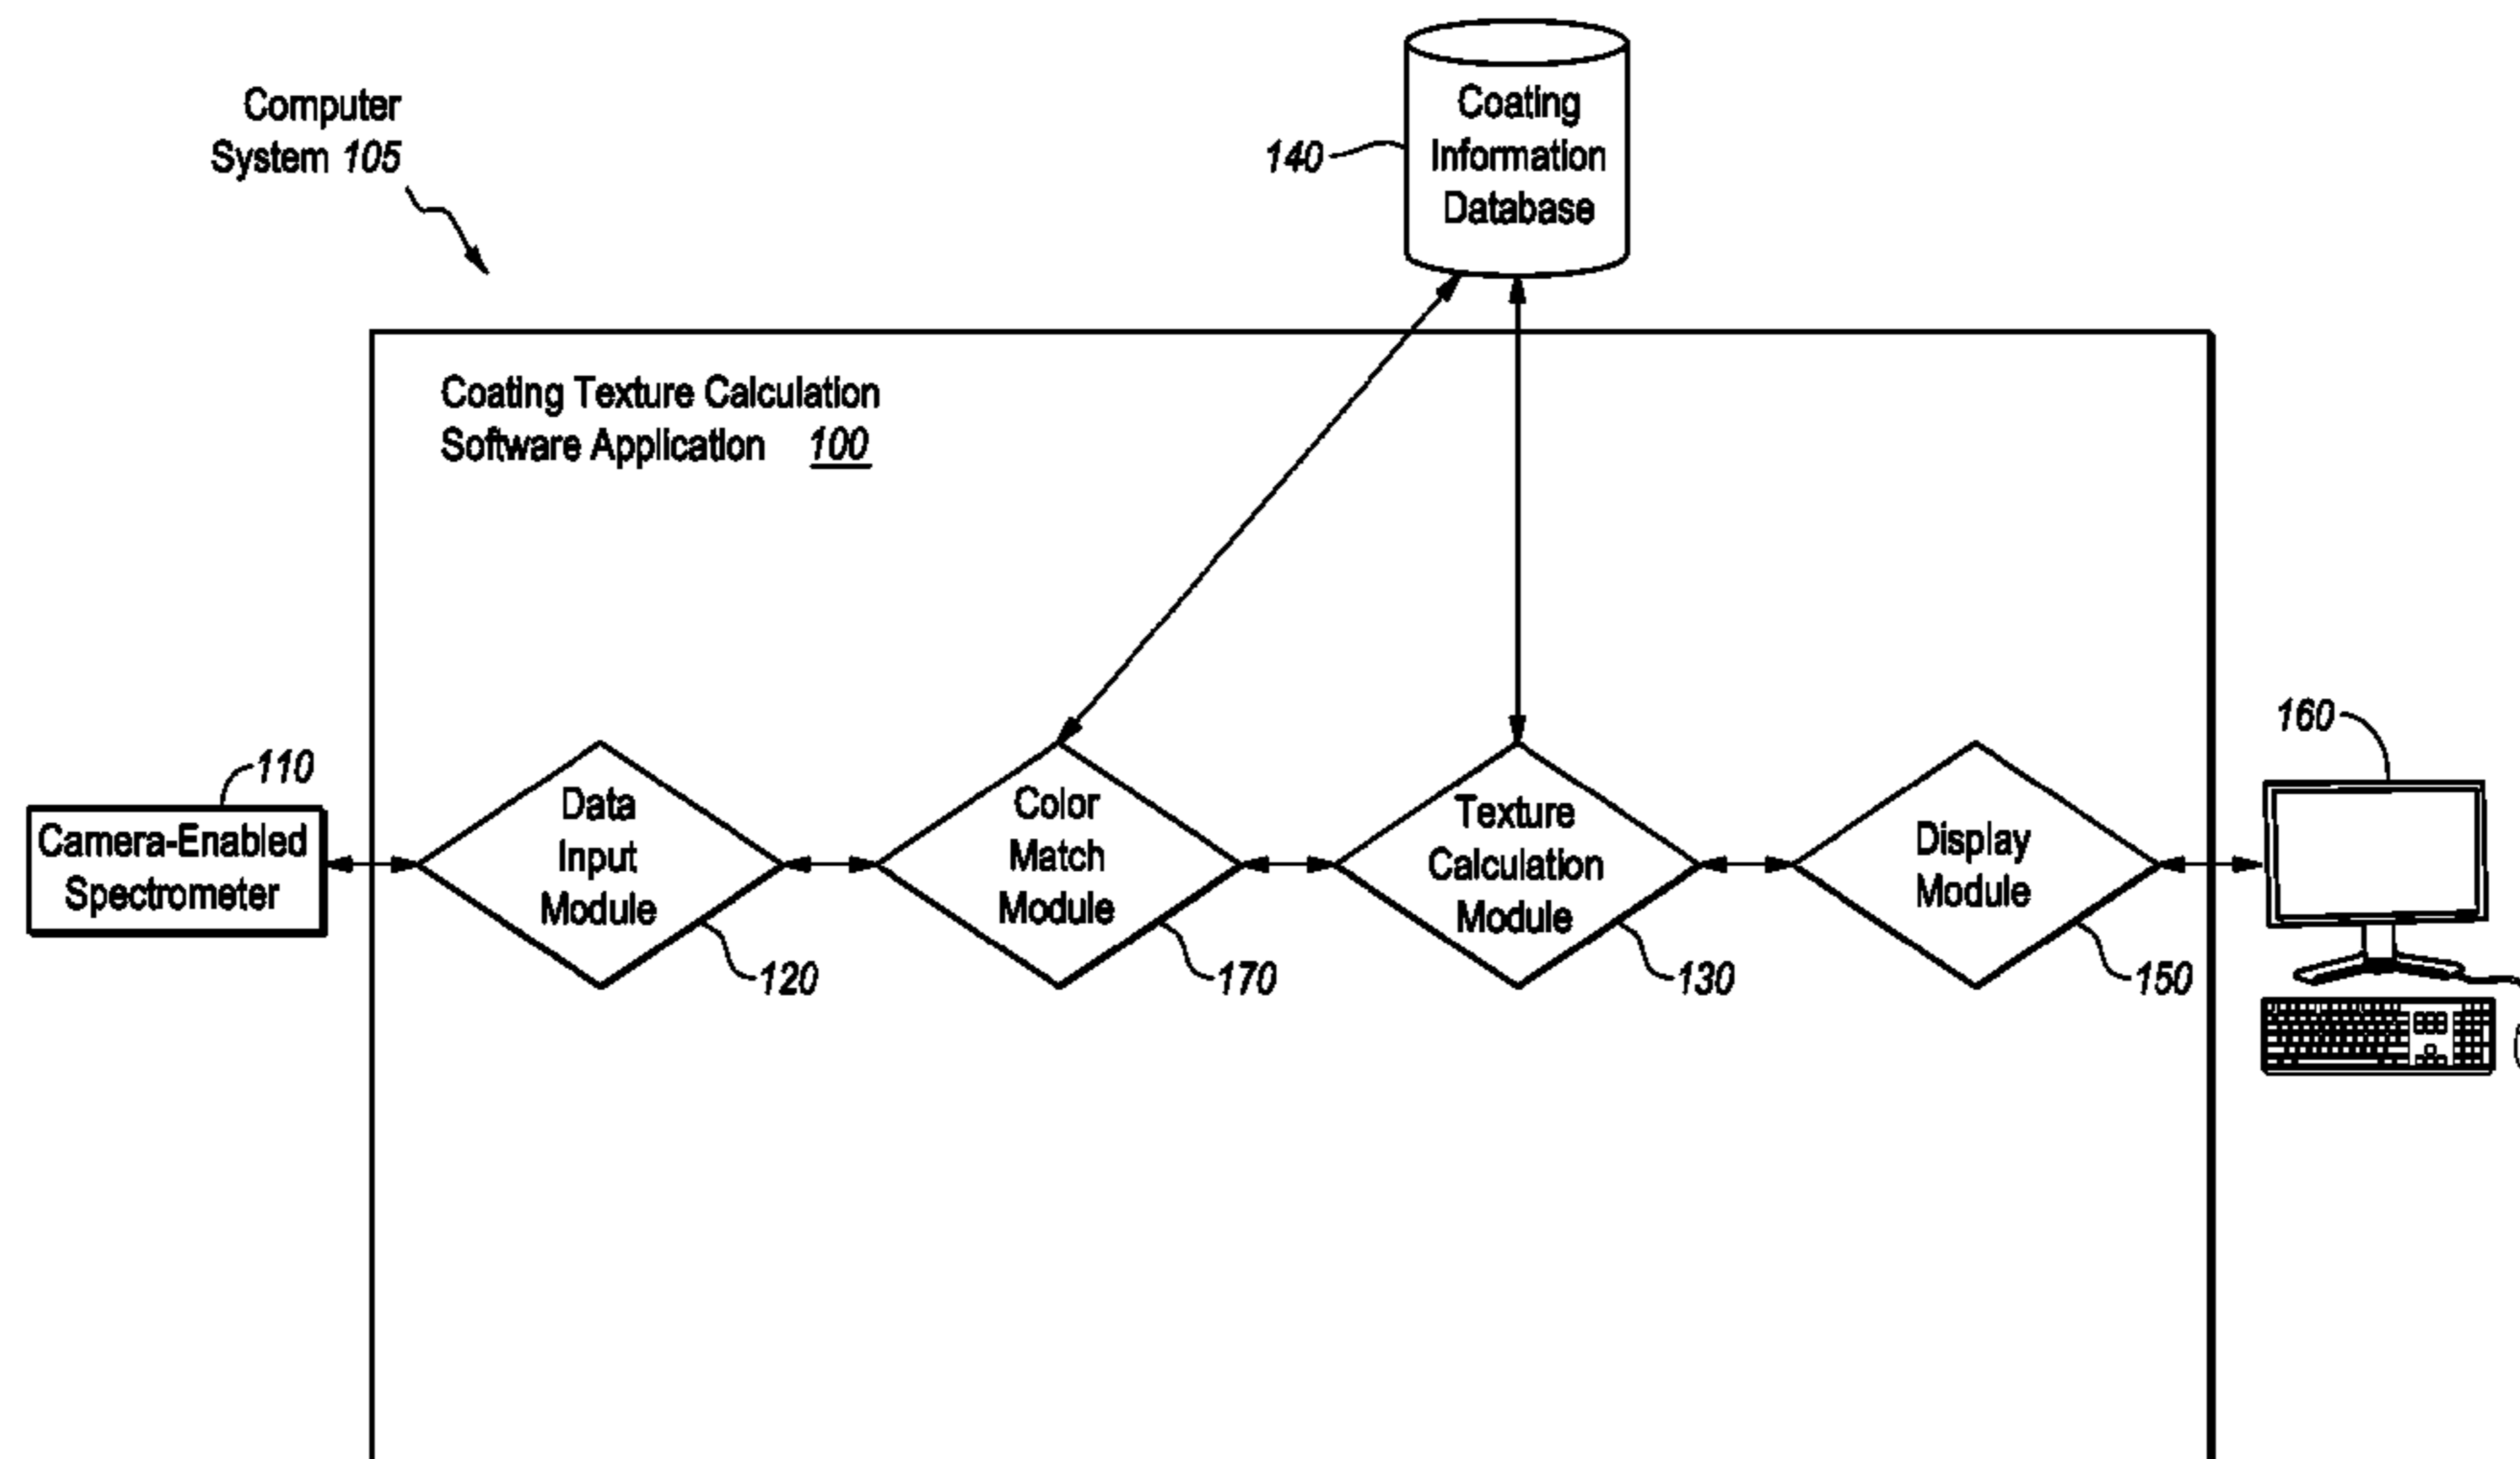 Computer
System 105
140
Coating
Information
Database
Coating Texture Calculation
Software Application 100
110
Camera-Enabled
Spectrometer
Data
Input
Module
120
Color
Match
Module
170
Texture
Calculation
Module
130
Display
Module
150
160